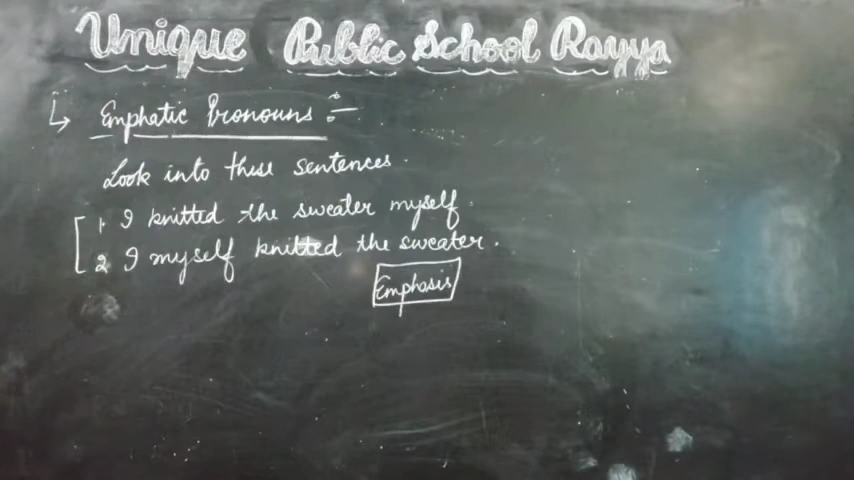 Unique Public School Rayya
↳ Emphatic Pronouns :-
Look into these sentences.
1 I knitted the sweater myself.
2 I myself knitted the sweater.
Emphasis